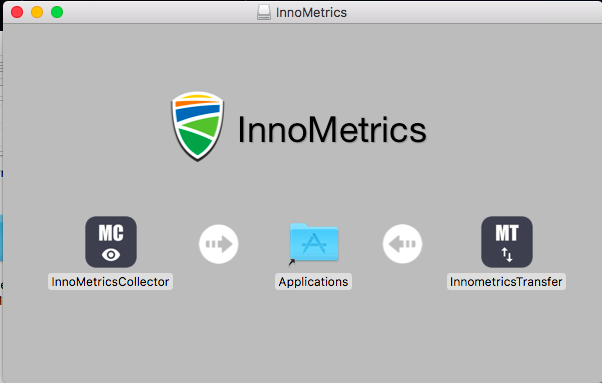 InnoMetrics
InnoMetrics
MC
MT
InnoMetricsCollector
Applications
InnometricsTransfer